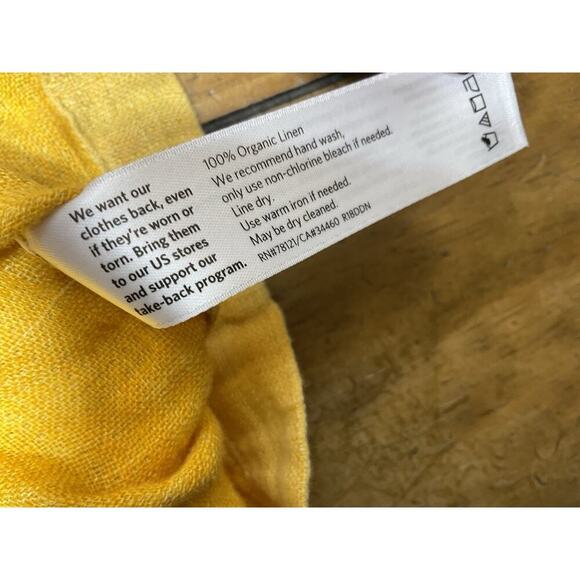 We want our
clothes back, even
if they're worn or
torn. Bring them
to our US stores
and support our
take-back program.
100% Organic Linen
We recommend hand wash,
only use non-chlorine bleach if needed.
Line dry.
Use warm iron if needed.
May be dry cleaned.
RN#78121/CA#34460 R18DDN